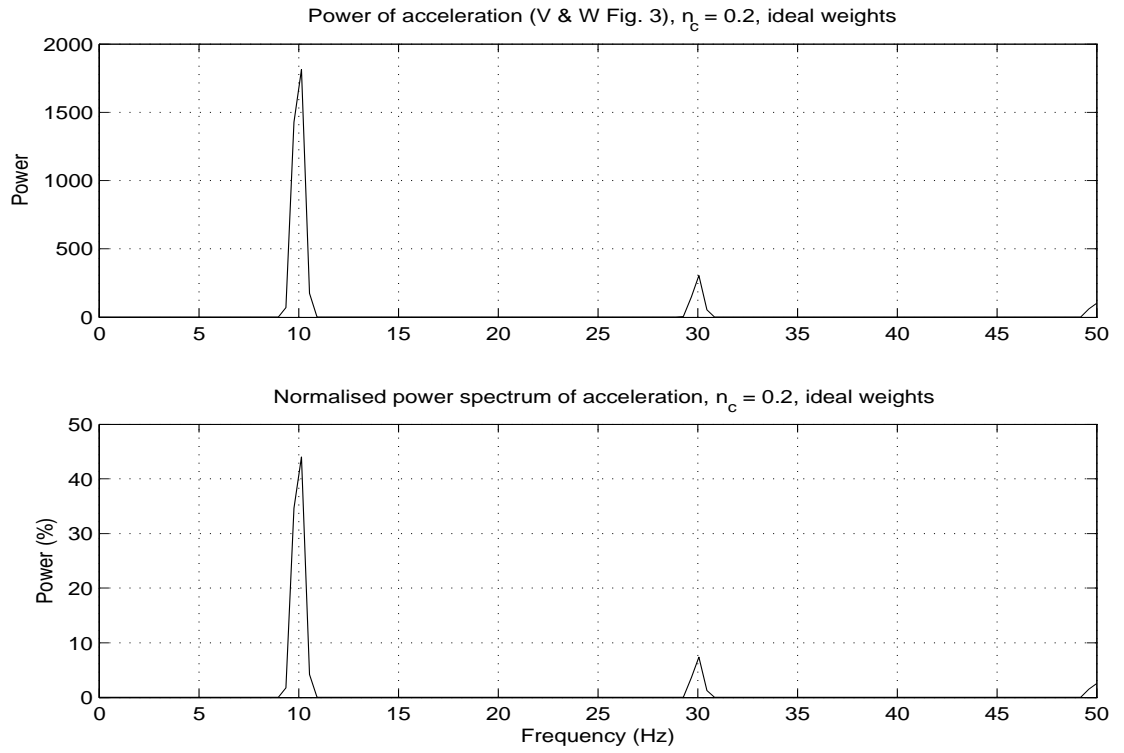 Power of acceleration (V & W Fig. 3), n_c = 0.2, ideal weights
2000
1500
1000
500
0
Power
0 5 10 15 20 25 30 35 40 45 50
Normalised power spectrum of acceleration, n_c = 0.2, ideal weights
50
40
30
20
10
0
Power (%)
0 5 10 15 20 25 30 35 40 45 50
Frequency (Hz)